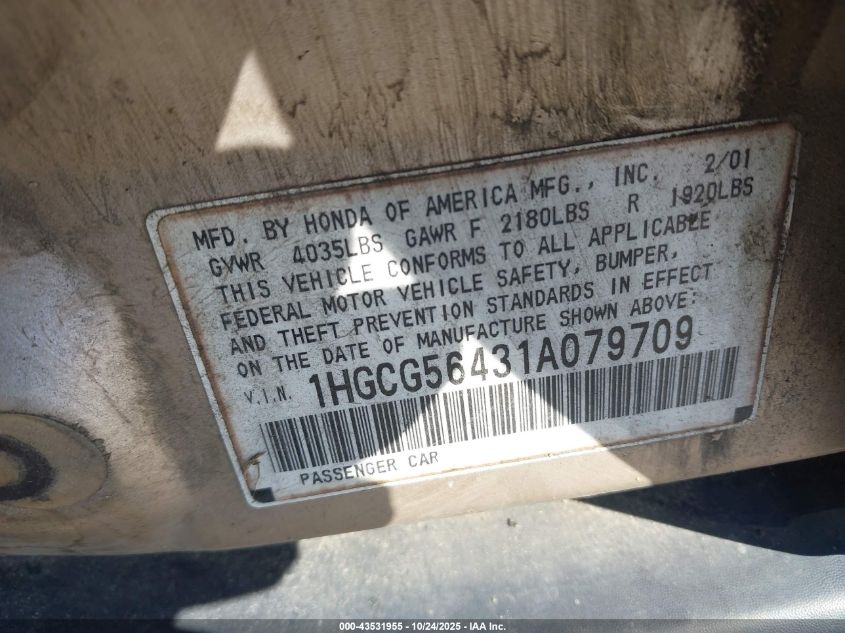 MFD. BY HONDA OF AMERICA MFG., INC. 2/01
GVWR 4035LBS GAWR F 2180LBS R 1920LBS
THIS VEHICLE CONFORMS TO ALL APPLICABLE
FEDERAL MOTOR VEHICLE SAFETY, BUMPER,
AND THEFT PREVENTION STANDARDS IN EFFECT
ON THE DATE OF MANUFACTURE SHOWN ABOVE:
V.I.N. 1HGCG56431A079709
PASSENGER CAR
000-43531955 - 10/24/2025 - IAA Inc.